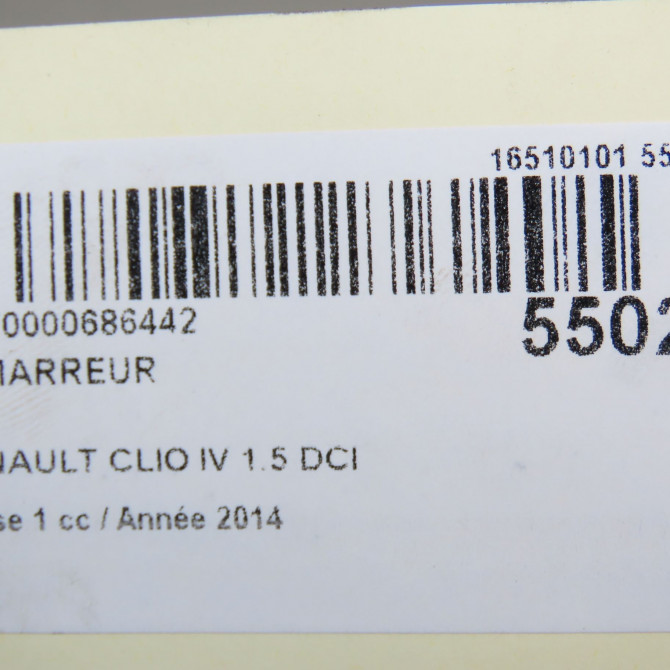 16510101 55
0000686442
5502
MARREUR
NAULT CLIO IV 1.5 DCI
se 1 cc / Année 2014